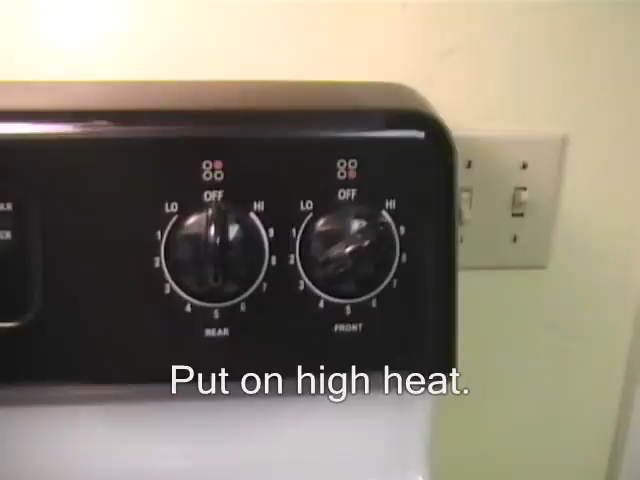 OFF OFF
LO HI LO HI
1 9 1 9
2 8 2 8
3 7 3 7
4 5 6 4 5 6
REAR FRONT
Put on high heat.